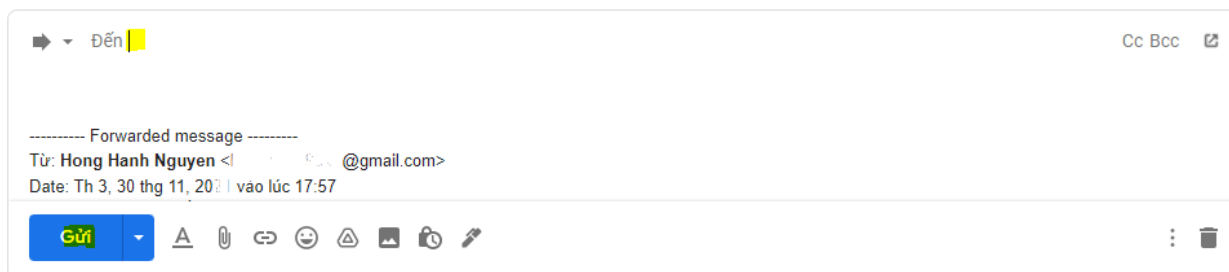 Đến Cc Bcc
---------- Forwarded message ---------
Từ: Hong Hanh Nguyen < @gmail.com>
Date: Th 3, 30 thg 11, 20 vào lúc 17:57
Gửi